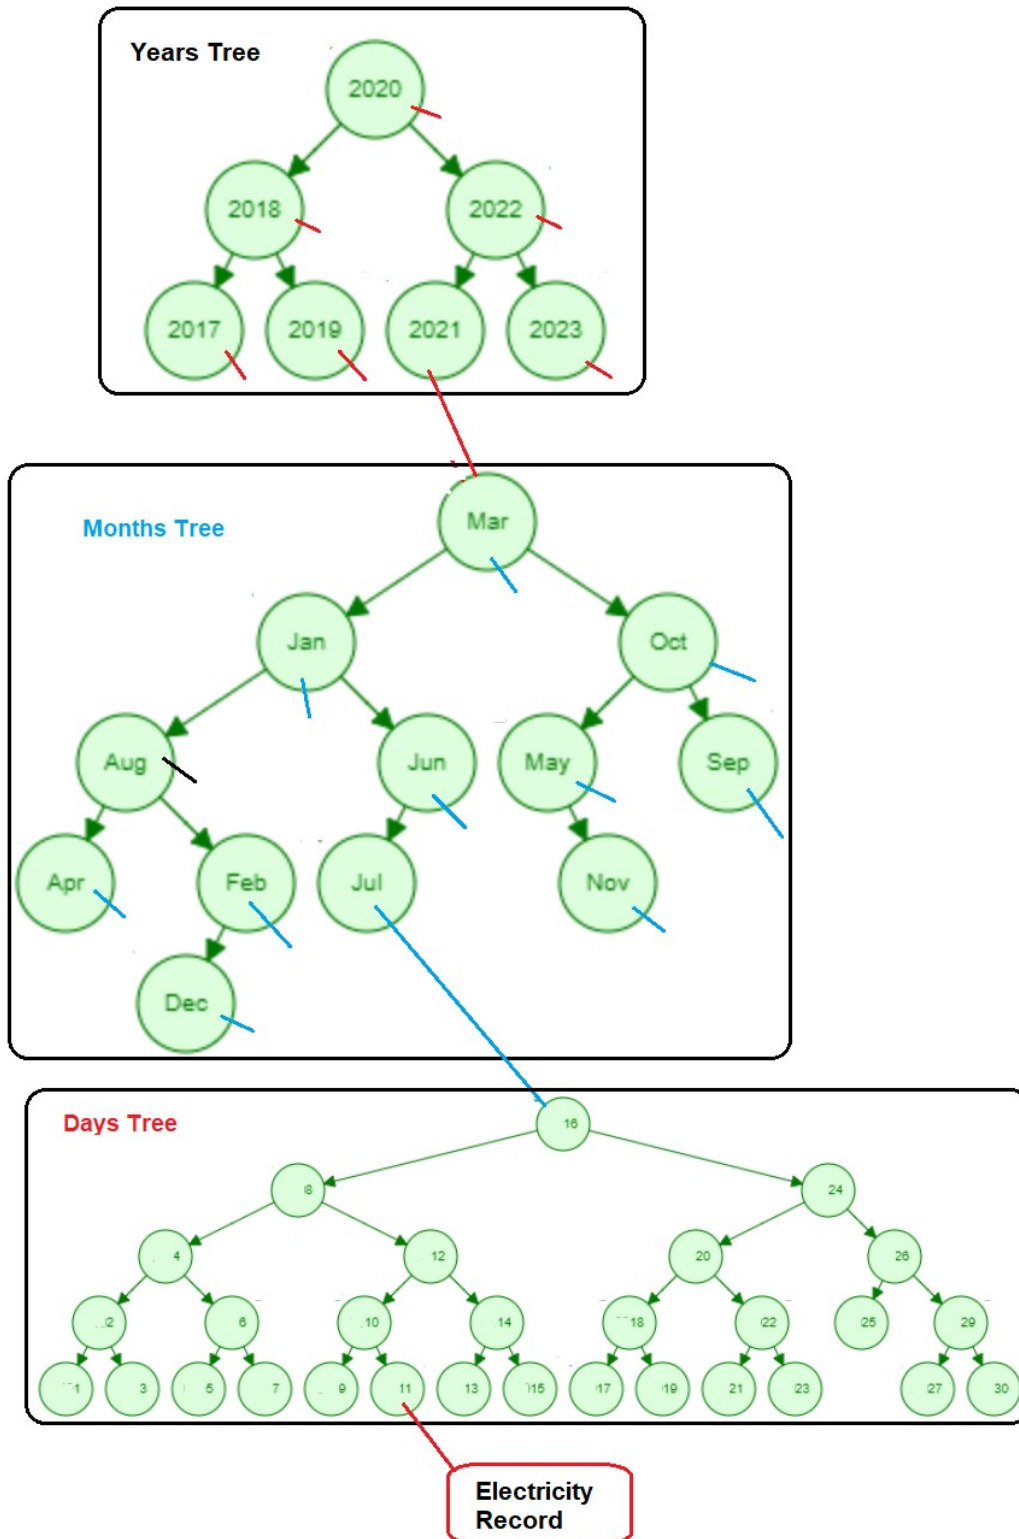 Years Tree
2020
2018 2022
2017 2019 2021 2023
Months Tree
Mar
Jan Oct
Aug Jun May Sep
Apr Feb Jul Nov
Dec
Days Tree
16
8 24
4 12 20 26
2 6 10 14 18 22 25 29
1 3 5 7 9 11 13 15 17 19 21 23 27 30
Electricity
Record